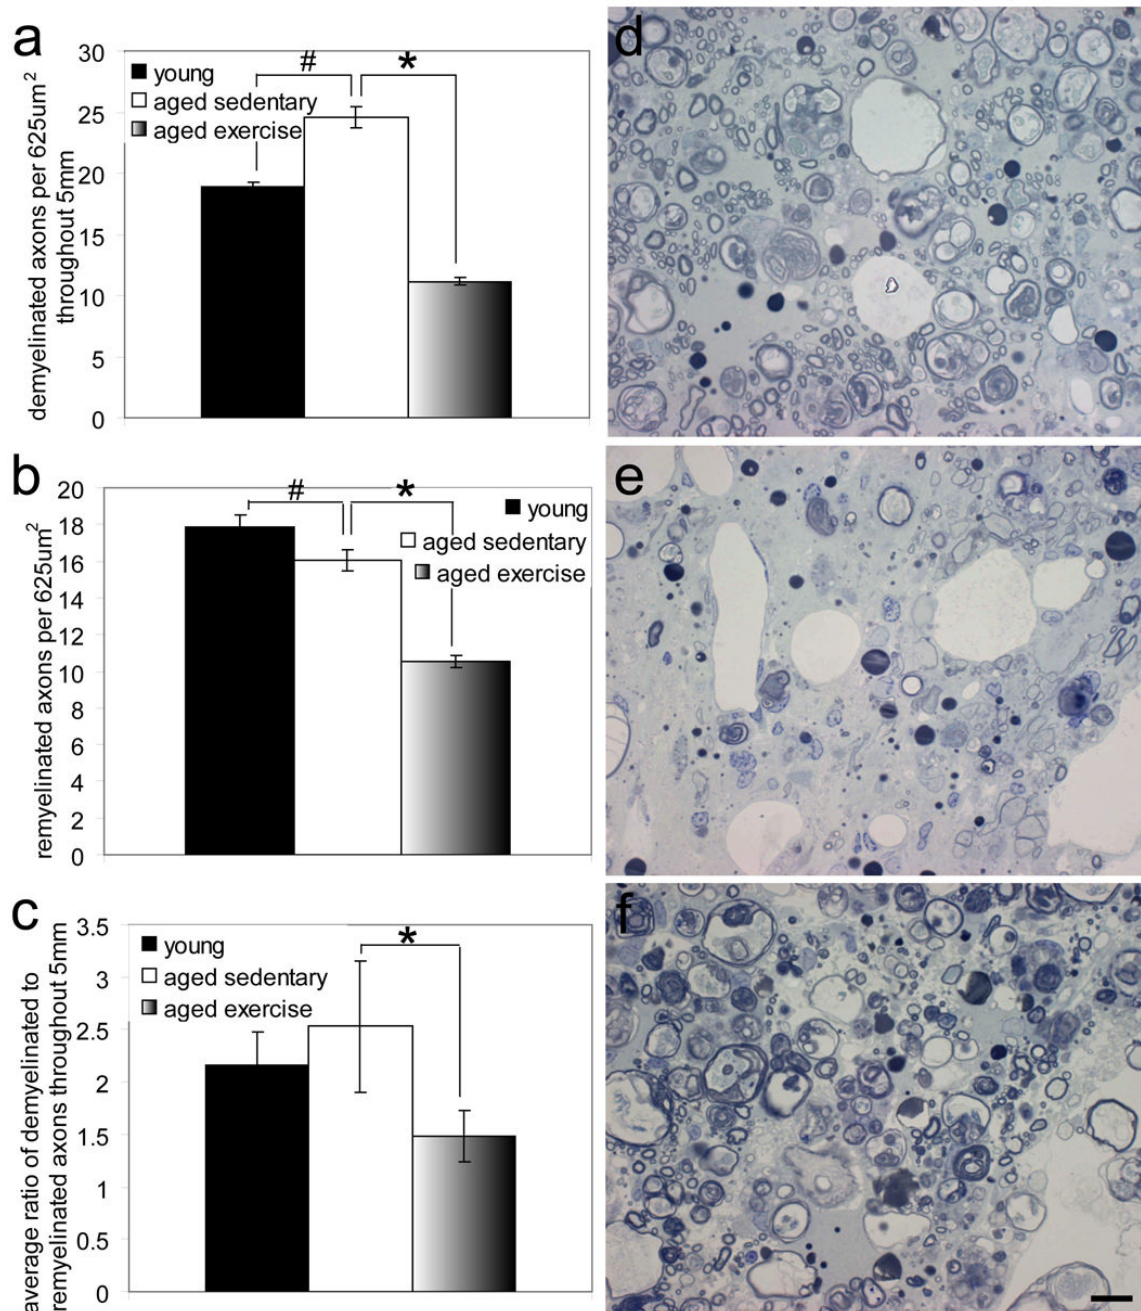 a
demyelinated axons per 625um²
throughout 5mm
30
25
20
15
10
5
0
young
aged sedentary
aged exercise
#
*
b
remyelinated axons per 625um²
20
18
16
14
12
10
8
6
4
2
0
#
*
young
aged sedentary
aged exercise
c
average ratio of demyelinated to
remyelinated axons throughout 5mm
3.5
3
2.5
2
1.5
1
0.5
0
young
aged sedentary
aged exercise
*
d
e
f